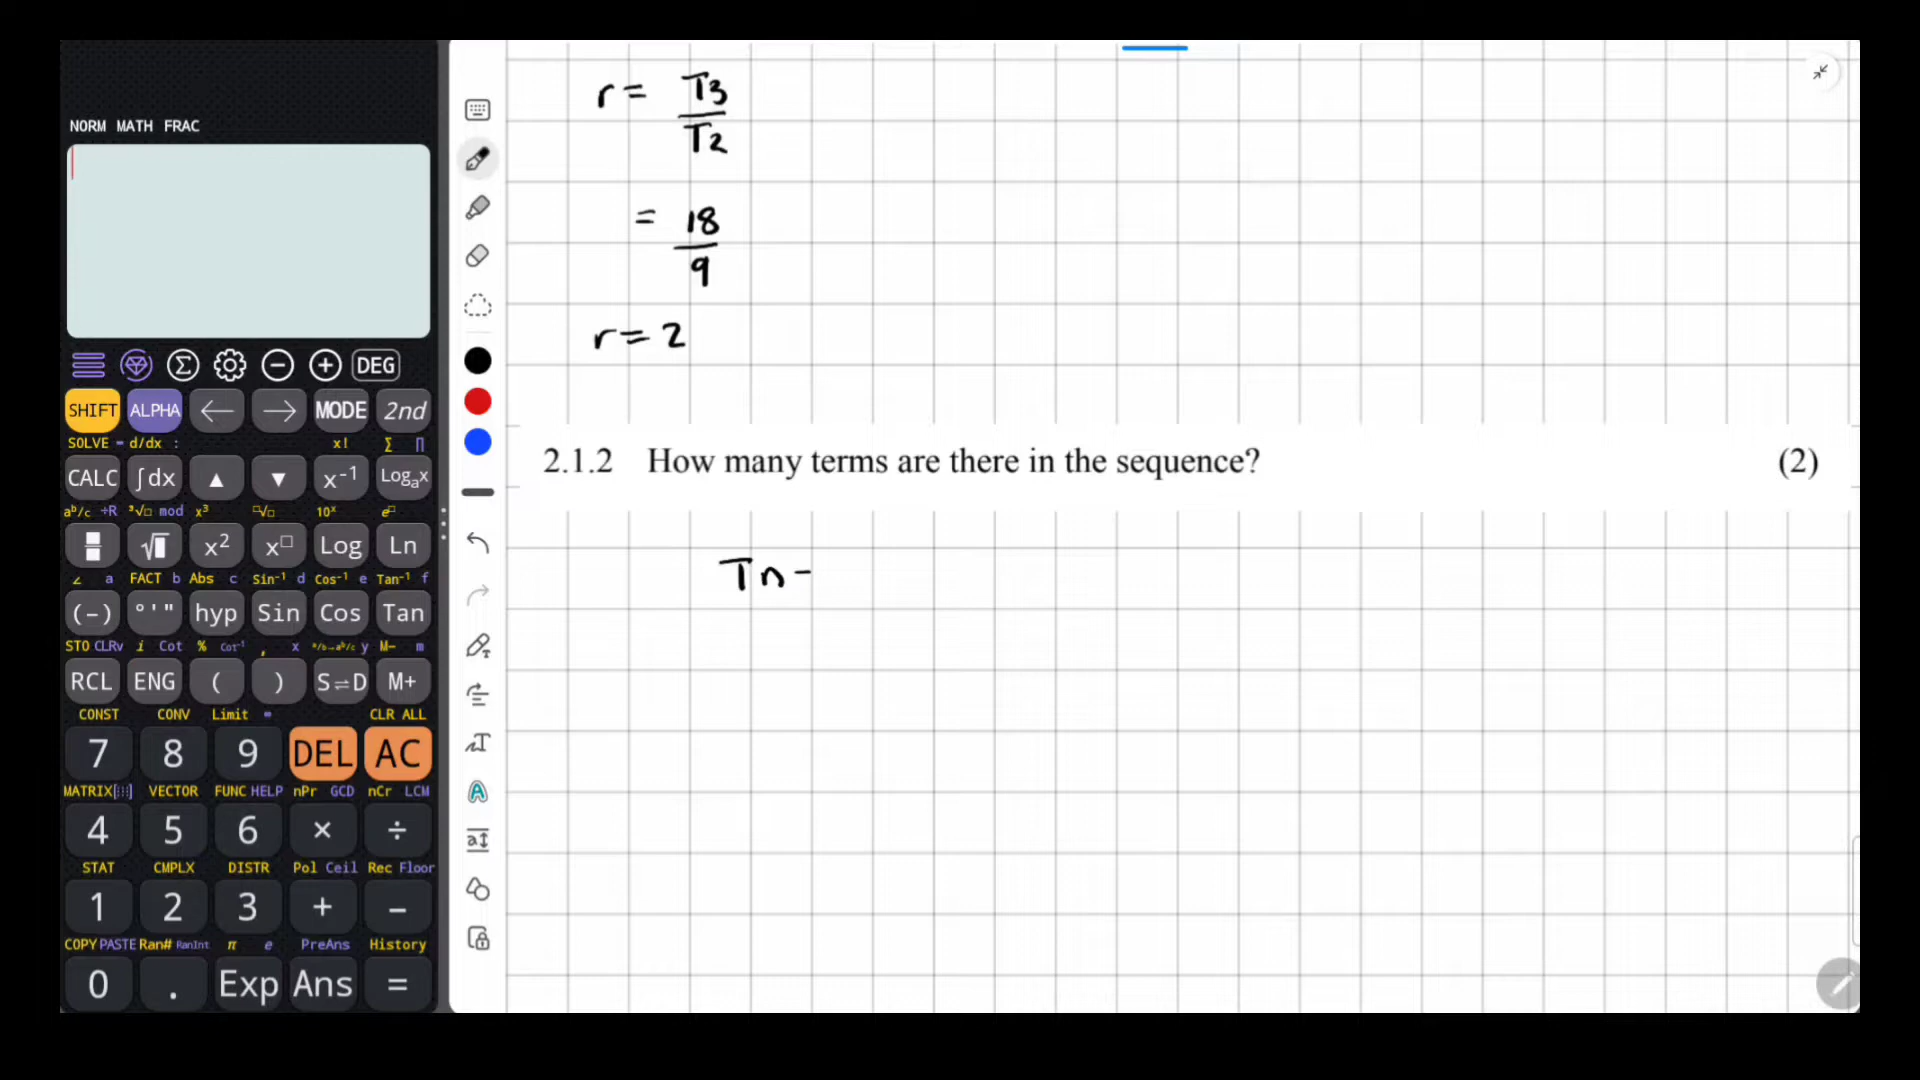 NORM MATH FRAC
DEG
SHIFT ALPHA ← → MODE 2nd
SOLVE = d/dx : x! Σ ∏
CALC ∫dx ▲ ▼ x⁻¹ Logₐx
aᵇ/c ÷R ³√□ mod x³ □√□ 10ˣ e□
√ x² x□ Log Ln
∠ a FACT b Abs c Sin⁻¹ d Cos⁻¹ e Tan⁻¹ f
(−) °'" hyp Sin Cos Tan
STO CLRv i Cot % Cot⁻¹ , x y M− m
RCL ENG ( ) S⇌D M+
CONST CONV Limit ∞ CLR ALL
7 8 9 DEL AC
MATRIX VECTOR FUNC HELP nPr GCD nCr LCM
4 5 6 × ÷
STAT CMPLX DISTR Pol Ceil Rec Floor
1 2 3 + −
COPY PASTE Ran# RanInt π e PreAns History
0 . Exp Ans =
r = T3
T2
= 18
9
r = 2
2.1.2 How many terms are there in the sequence? (2)
Tn -